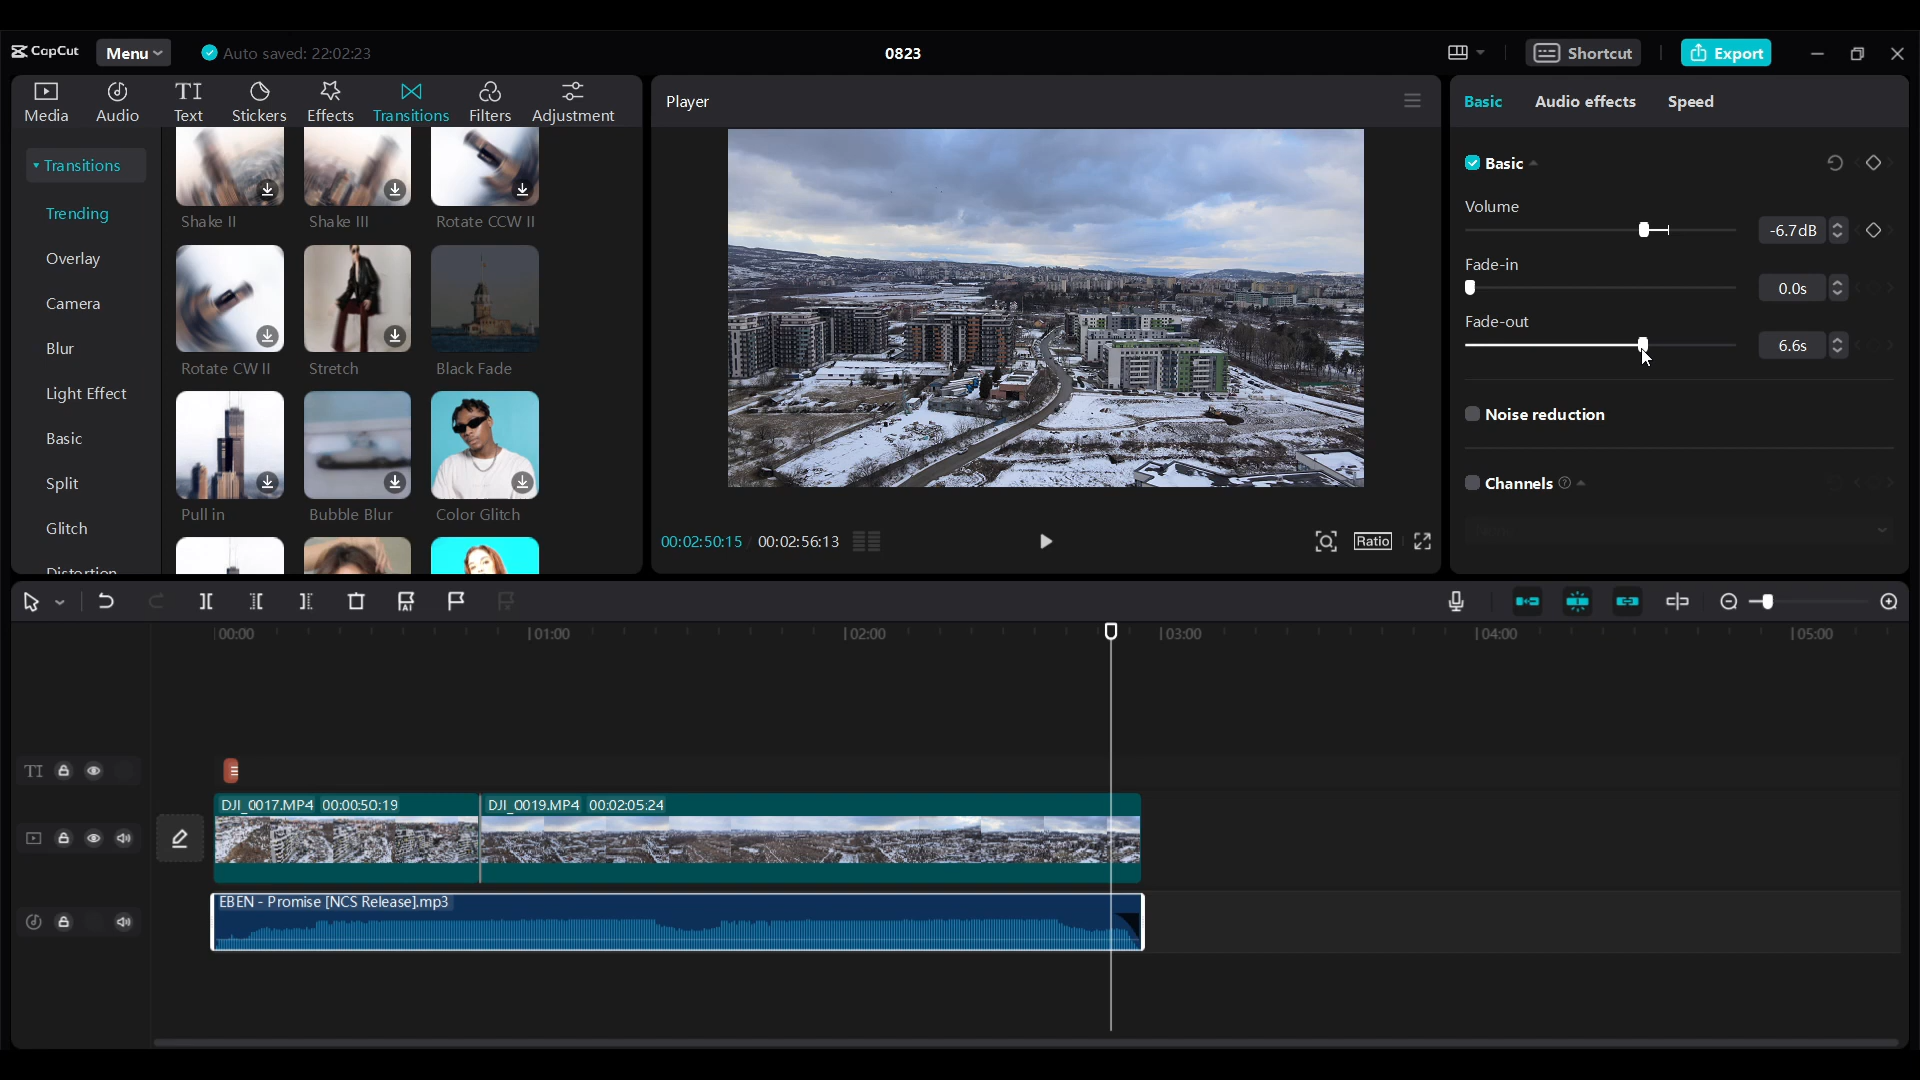 CapCut
Menu
Auto saved: 22:02:23
0823
Shortcut
Export
Media
Audio
TI
Text
Stickers
Effects
Transitions
Filters
Adjustment
Transitions
Trending
Overlay
Camera
Blur
Light Effect
Basic
Split
Glitch
Distortion
Shake II
Shake III
Rotate CCW II
Rotate CW II
Stretch
Black Fade
Pull in
Bubble Blur
Color Glitch
Player
00:02:50:15 / 00:02:56:13
Ratio
Basic
Audio effects
Speed
Basic
Volume
-6.7dB
Fade-in
0.0s
Fade-out
6.6s
Noise reduction
Channels
00:00
01:00
02:00
03:00
04:00
05:00
TI
DJI_0017.MP4 00:00:50:19
DJI_0019.MP4 00:02:05:24
EBEN - Promise [NCS Release].mp3